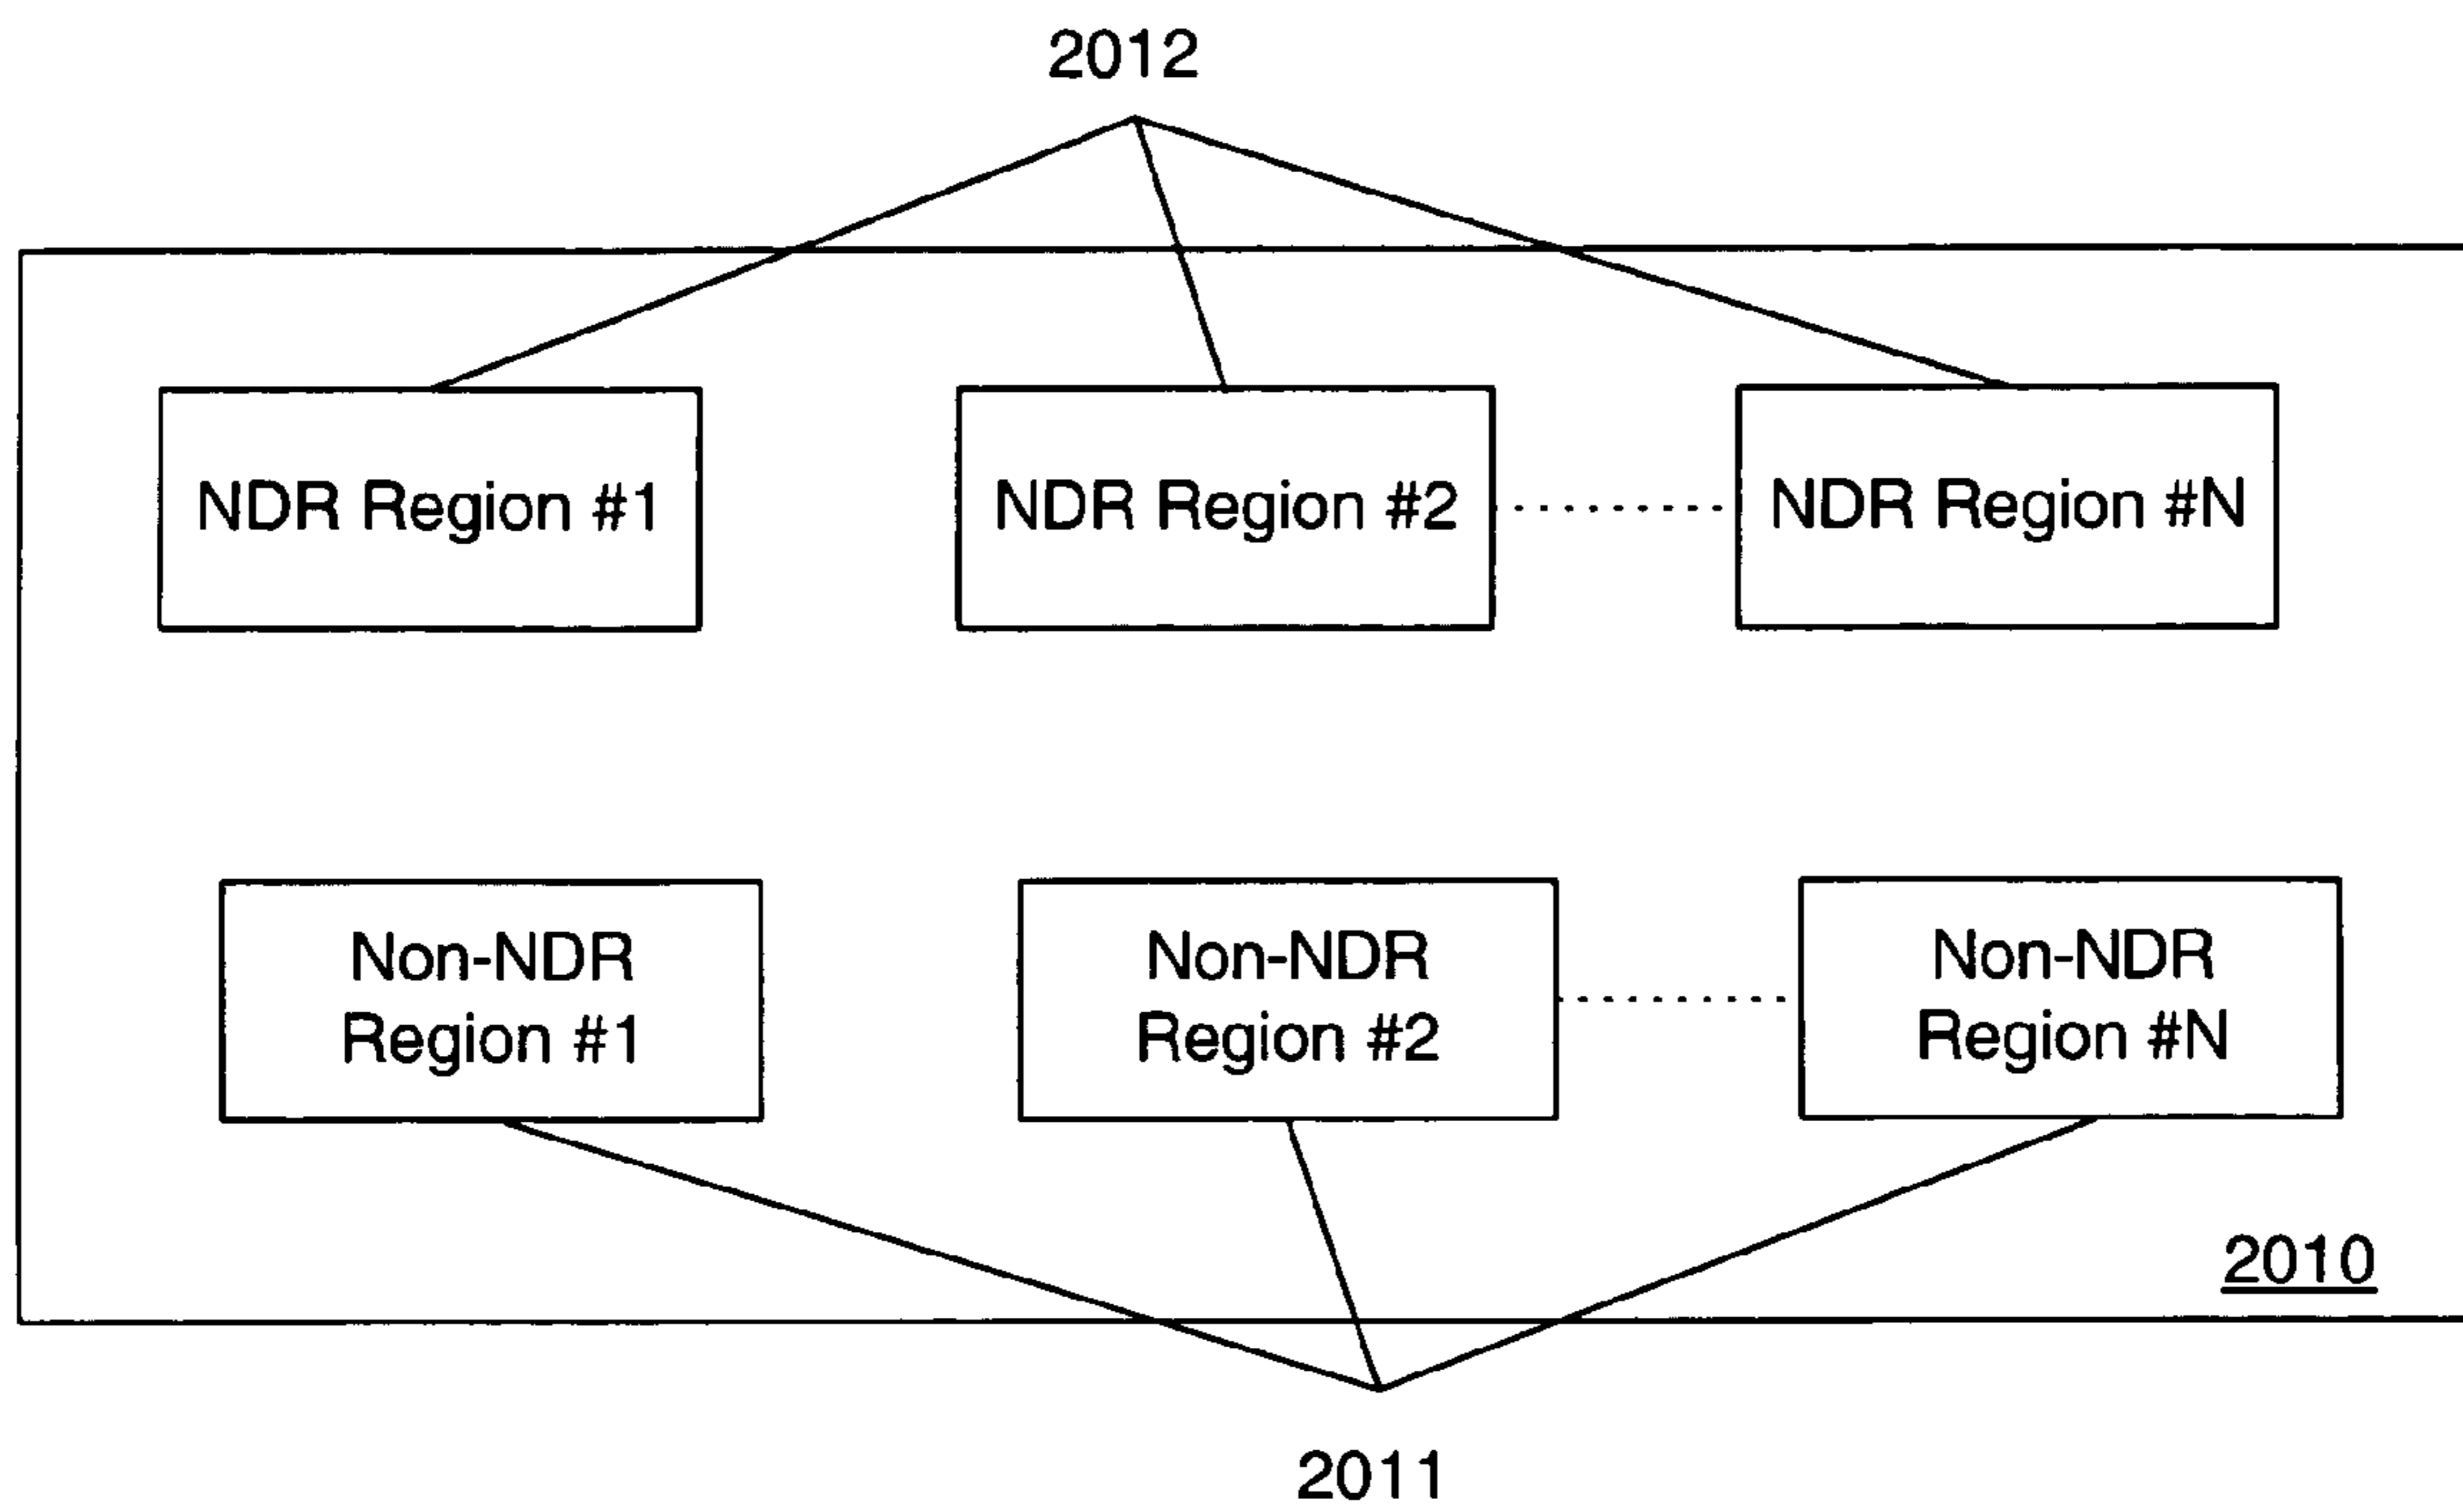 2012
NDR Region #1
NDR Region #2
NDR Region #N
Non-NDR
Region #1
Non-NDR
Region #2
Non-NDR
Region #N
2010
2011